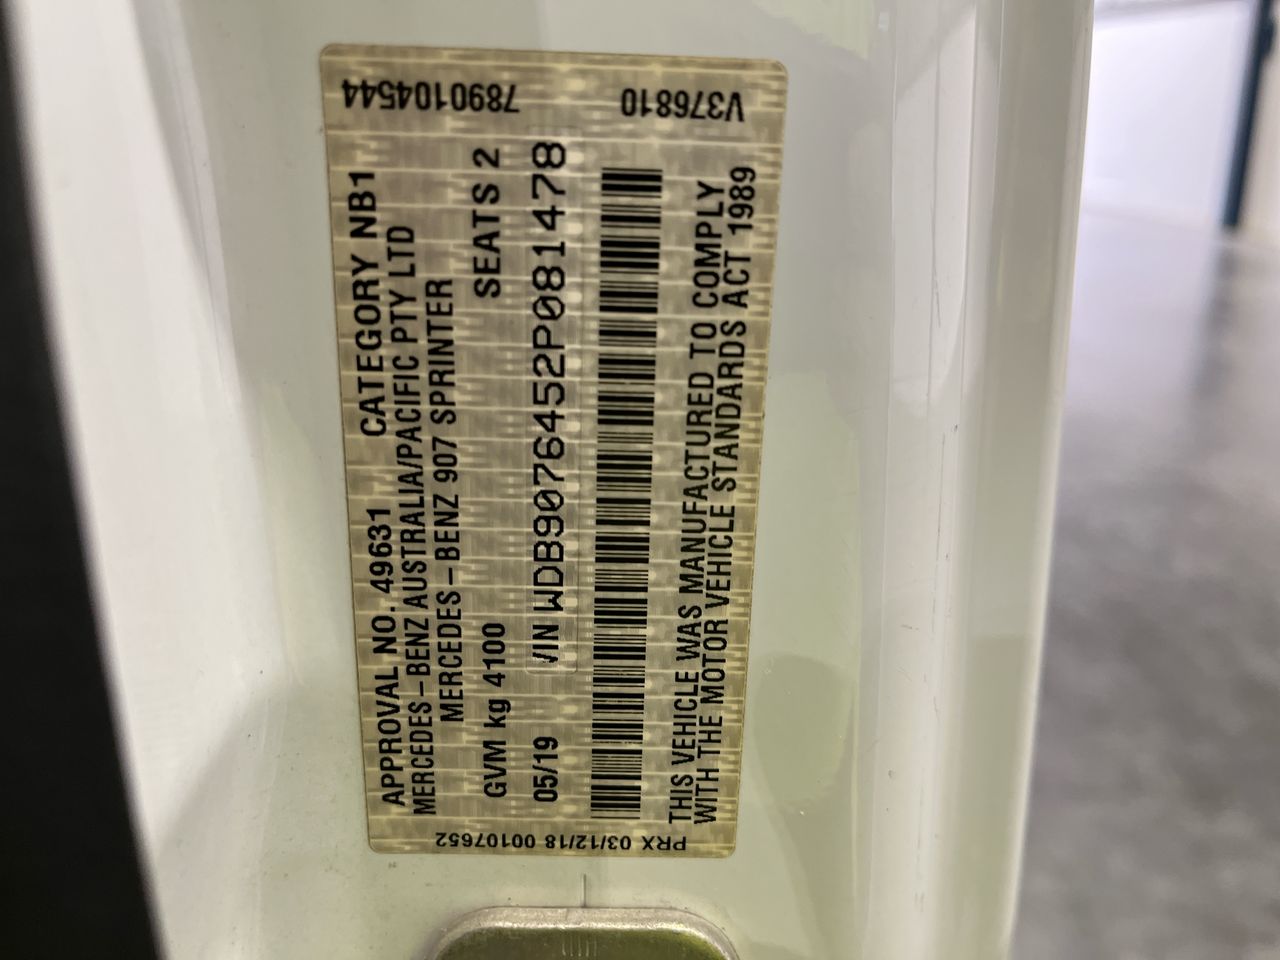 APPROVAL NO. 49631 CATEGORY NB1
MERCEDES-BENZ AUSTRALIA/PACIFIC PTY LTD
MERCEDES-BENZ 907 SPRINTER
GVM kg 4100 SEATS 2
05/19 VIN WDB9076452P081478
THIS VEHICLE WAS MANUFACTURED TO COMPLY
WITH THE MOTOR VEHICLE STANDARDS ACT 1989
7890104544
V376810
PRX 03/12/18 00107652